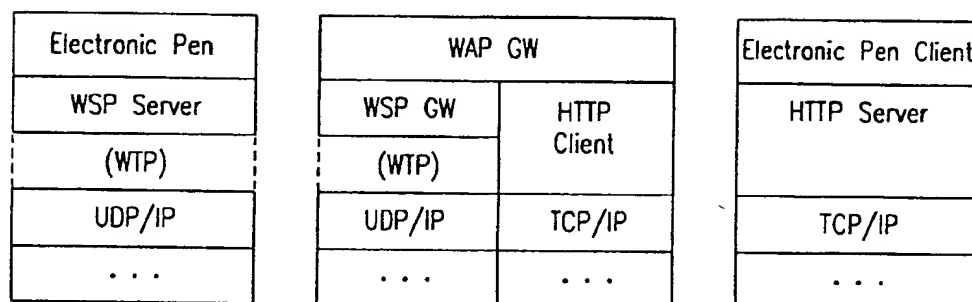 Electronic Pen
WSP Server
(WTP)
UDP/IP
...
WAP GW
WSP GW
(WTP)
UDP/IP
...
HTTP
Client
TCP/IP
...
Electronic Pen Client
HTTP Server
TCP/IP
...